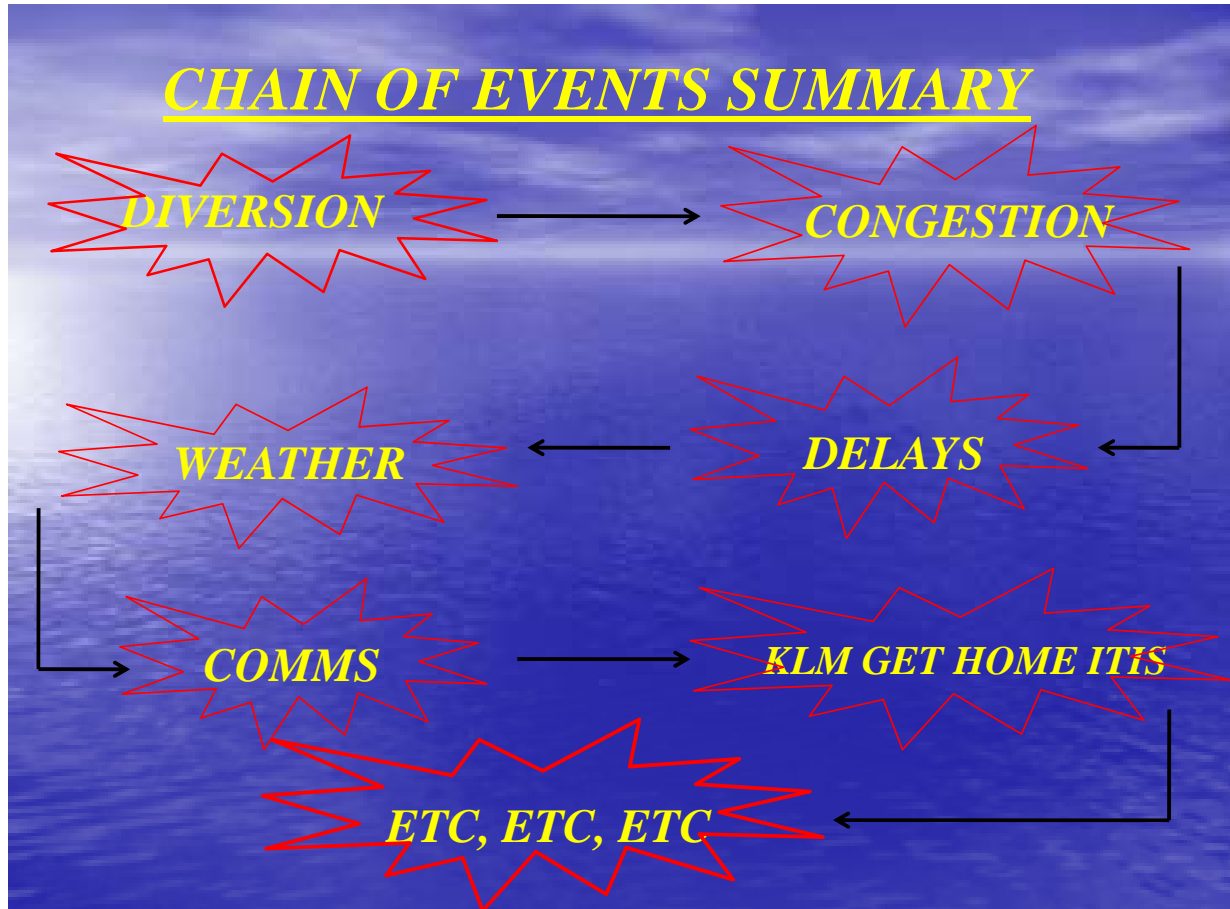 CHAIN OF EVENTS SUMMARY
DIVERSION
CONGESTION
DELAYS
WEATHER
COMMS
KLM GET HOME ITIS
ETC, ETC, ETC